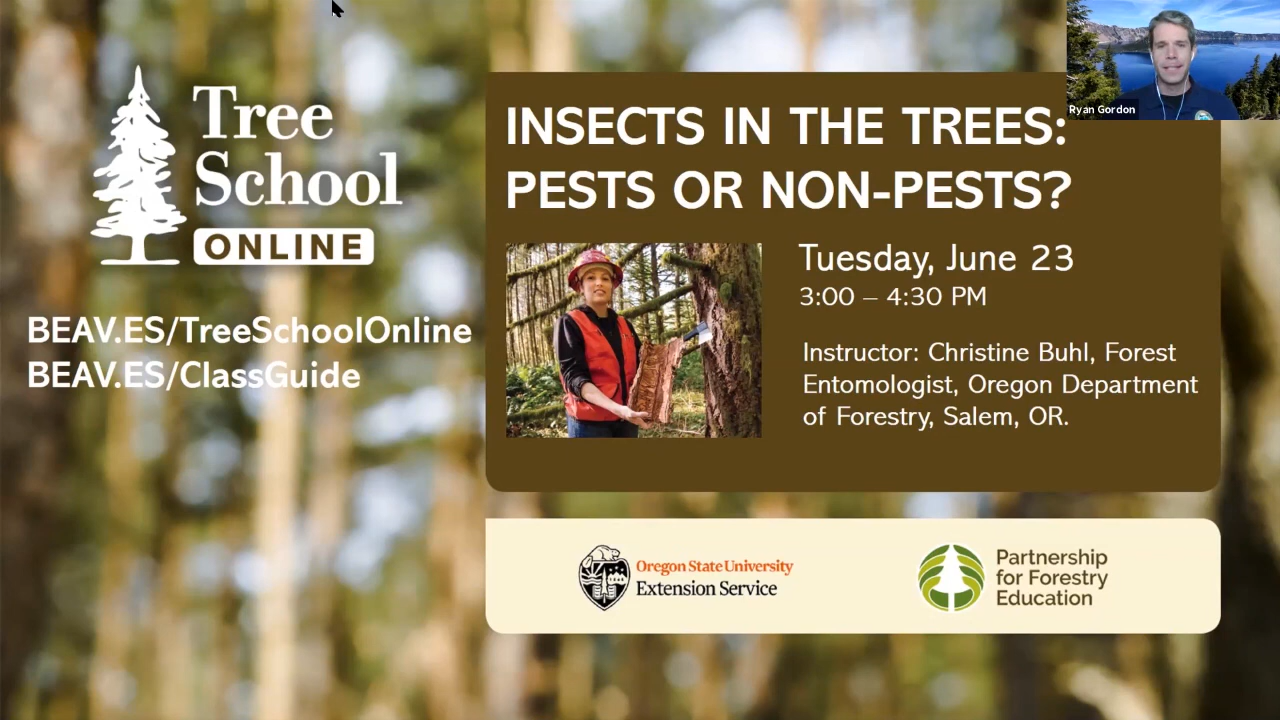 Tree
School
ONLINE
BEAV.ES/TreeSchoolOnline
BEAV.ES/ClassGuide
INSECTS IN THE TREES:
PESTS OR NON-PESTS?
Tuesday, June 23
3:00 – 4:30 PM
Instructor: Christine Buhl, Forest
Entomologist, Oregon Department
of Forestry, Salem, OR.
Oregon State University
Extension Service
Partnership
for Forestry
Education
Ryan Gordon